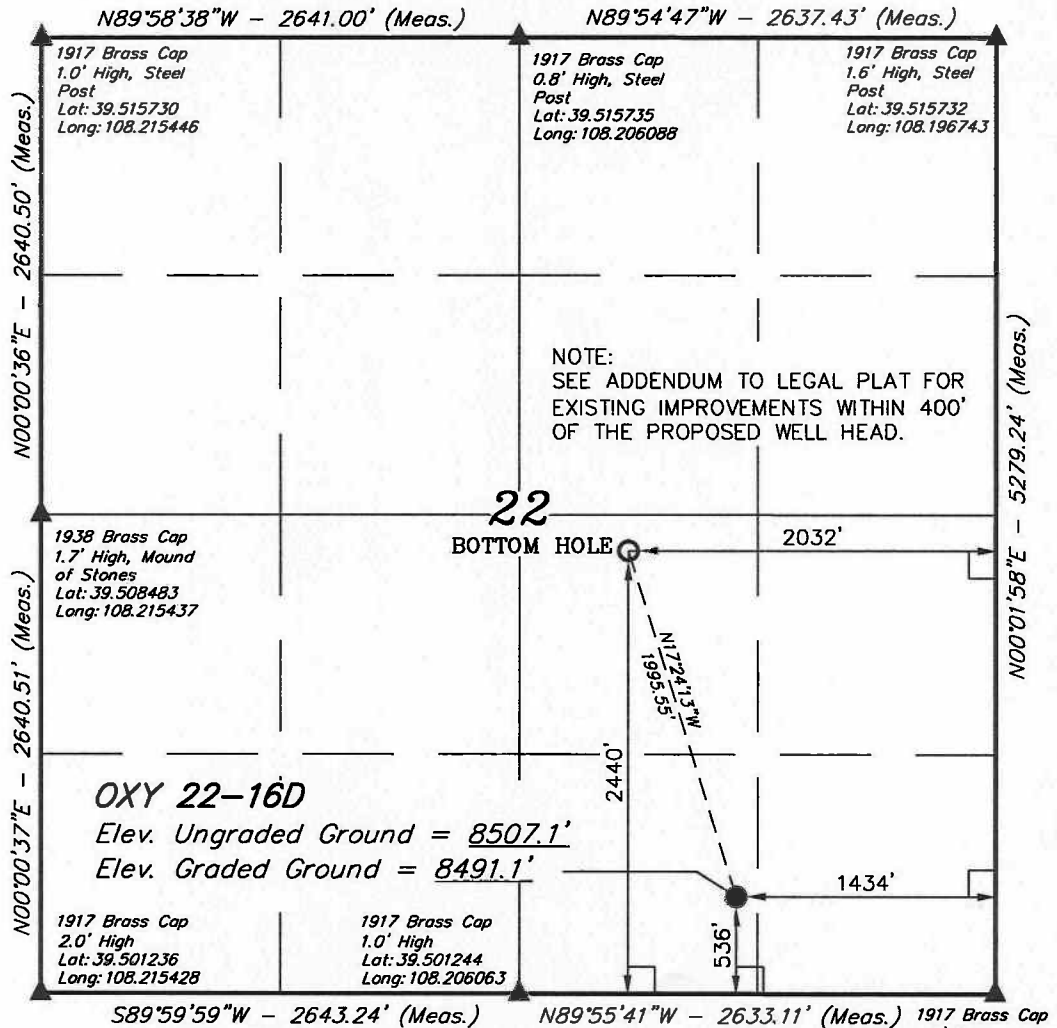 N89°58'38"W - 2641.00' (Meas.)
N89°54'47"W - 2637.43' (Meas.)
1917 Brass Cap
1.0' High, Steel
Post
Lat: 39.515730
Long: 108.215446
1917 Brass Cap
0.8' High, Steel
Post
Lat: 39.515735
Long: 108.206088
1917 Brass Cap
1.6' High, Steel
Post
Lat: 39.515732
Long: 108.196743
N00°00'36"E - 2640.50' (Meas.)
NOTE:
SEE ADDENDUM TO LEGAL PLAT FOR
EXISTING IMPROVEMENTS WITHIN 400'
OF THE PROPOSED WELL HEAD.
N00°01'58"E - 5279.24' (Meas.)
22
BOTTOM HOLE
2032'
1938 Brass Cap
1.7' High, Mound
of Stones
Lat: 39.508483
Long: 108.215437
N00°00'37"E - 2640.51' (Meas.)
N17°24'13"W
1995.55'
2440'
OXY 22-16D
Elev. Ungraded Ground = 8507.1'
Elev. Graded Ground = 8491.1'
1434'
536'
1917 Brass Cap
2.0' High
Lat: 39.501236
Long: 108.215428
1917 Brass Cap
1.0' High
Lat: 39.501244
Long: 108.206063
S89°59'59"W - 2643.24' (Meas.)
N89°55'41"W - 2633.11' (Meas.)
1917 Brass Cap